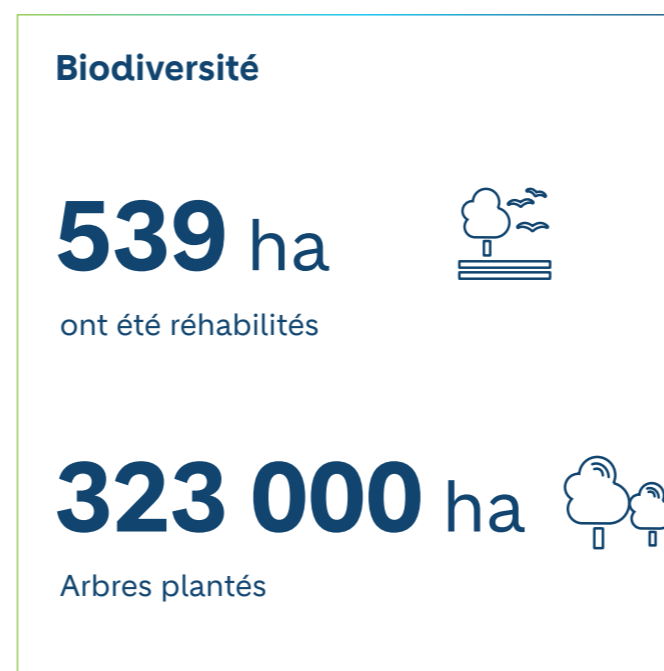 Biodiversité
539 ha
ont été réhabilités
323 000 ha
Arbres plantés